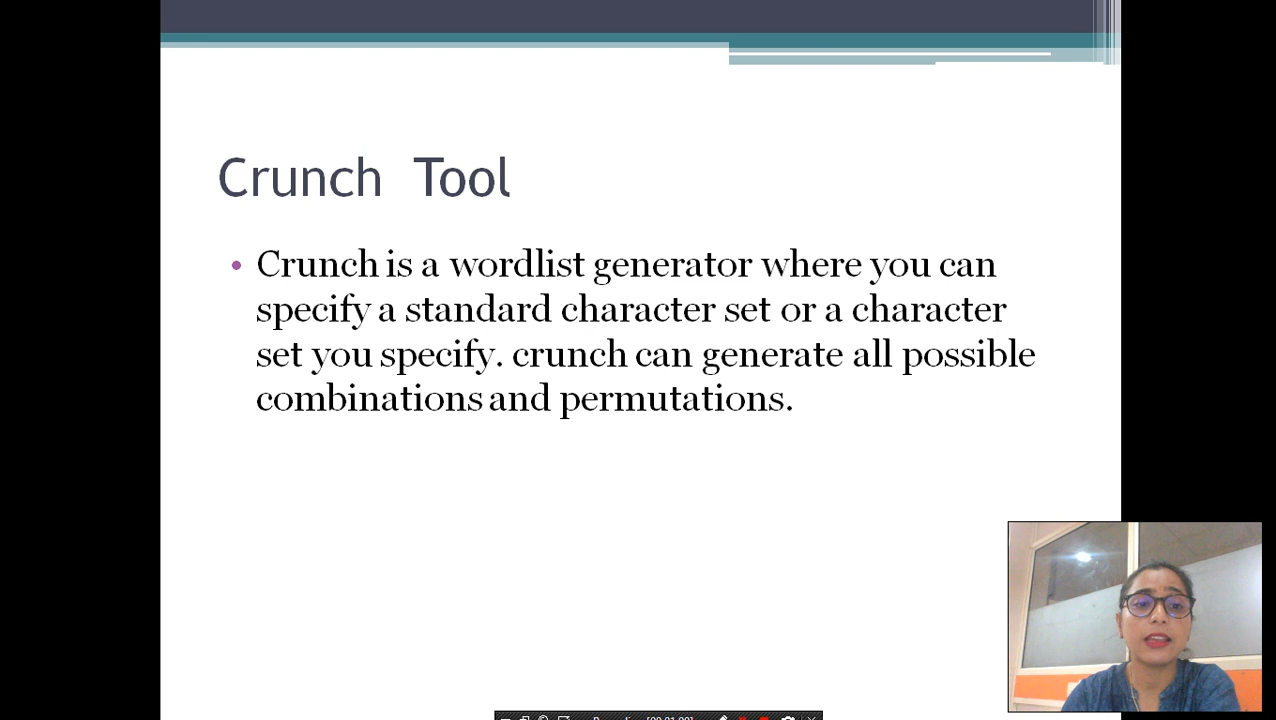 Crunch Tool
• Crunch is a wordlist generator where you can
specify a standard character set or a character
set you specify. crunch can generate all possible
combinations and permutations.